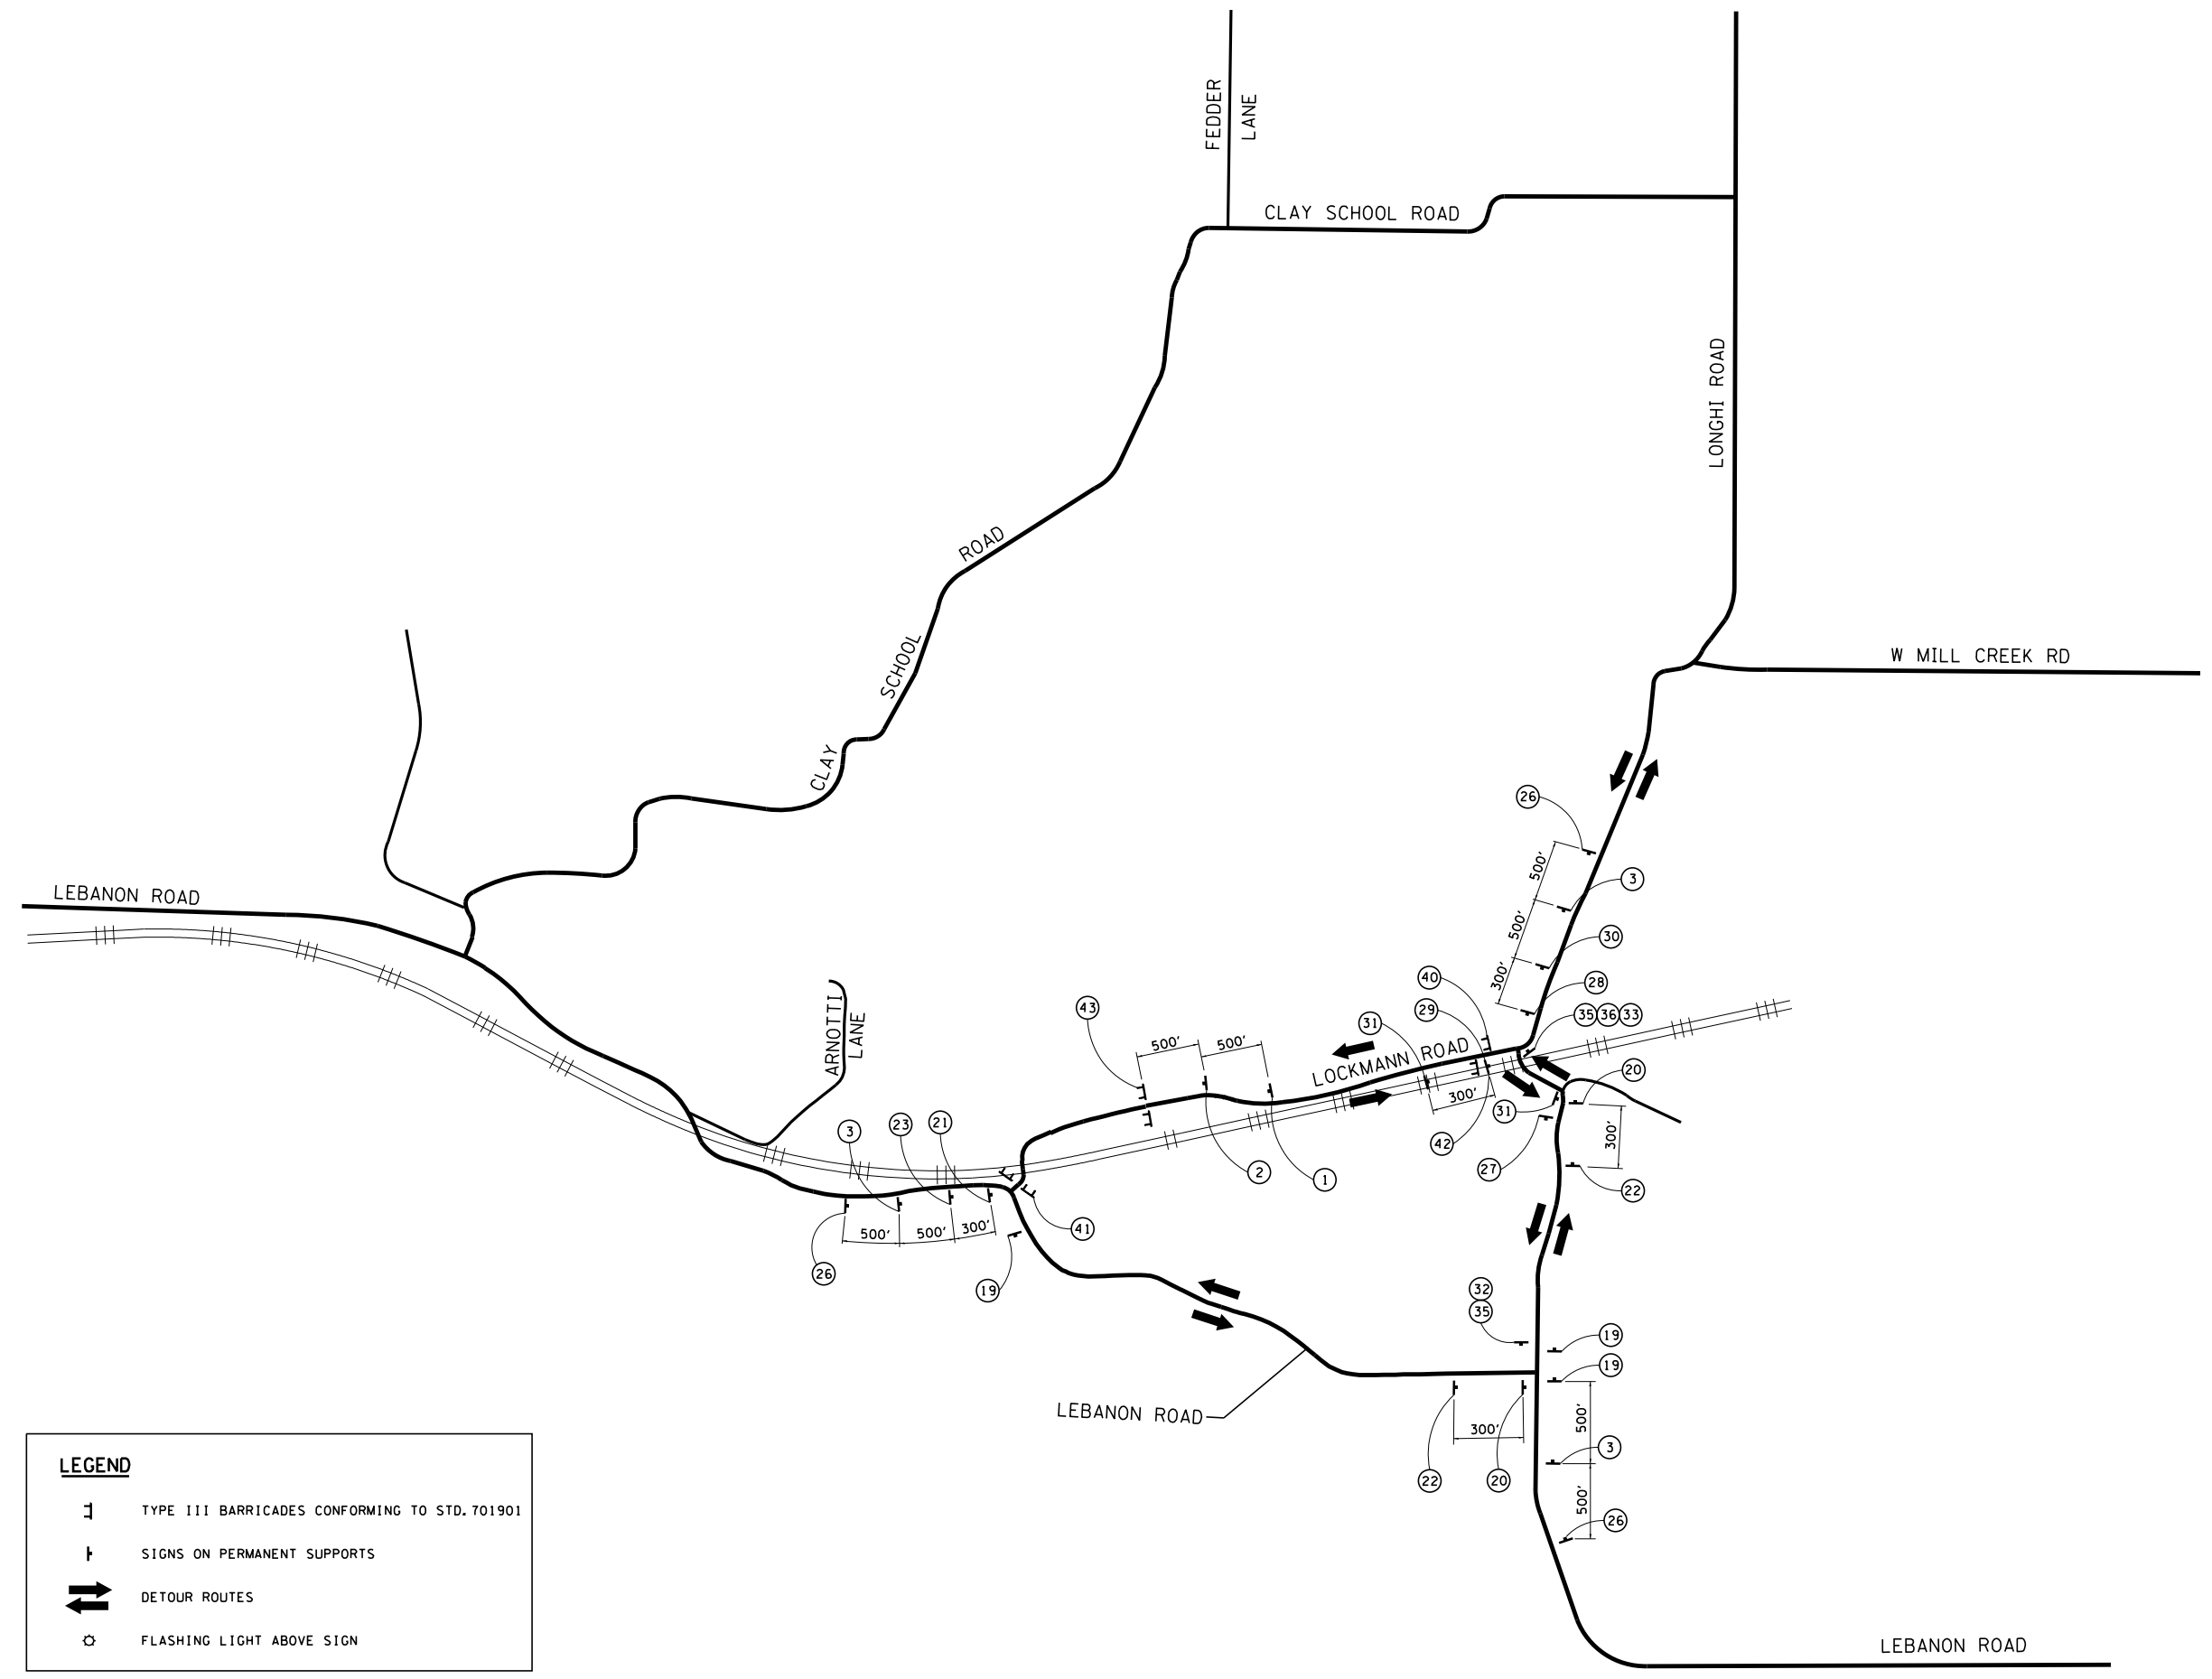 FEDDER
LANE
CLAY SCHOOL ROAD
LONGHI ROAD
ROAD
SCHOOL
CLAY
W MILL CREEK RD
LEBANON ROAD
26
500'
3
500'
30
300'
28
40
29
31
35 36 33
43
500'
500'
LOCKMANN ROAD
ARNOTTI
LANE
20
300'
31
42
27
300'
22
2
1
3
23
21
41
500'
500'
300'
26
19
32
35
19
19
LEBANON ROAD
300'
500'
3
22
20
500'
26
LEBANON ROAD
LEGEND
TYPE III BARRICADES CONFORMING TO STD. 701901
SIGNS ON PERMANENT SUPPORTS
DETOUR ROUTES
FLASHING LIGHT ABOVE SIGN